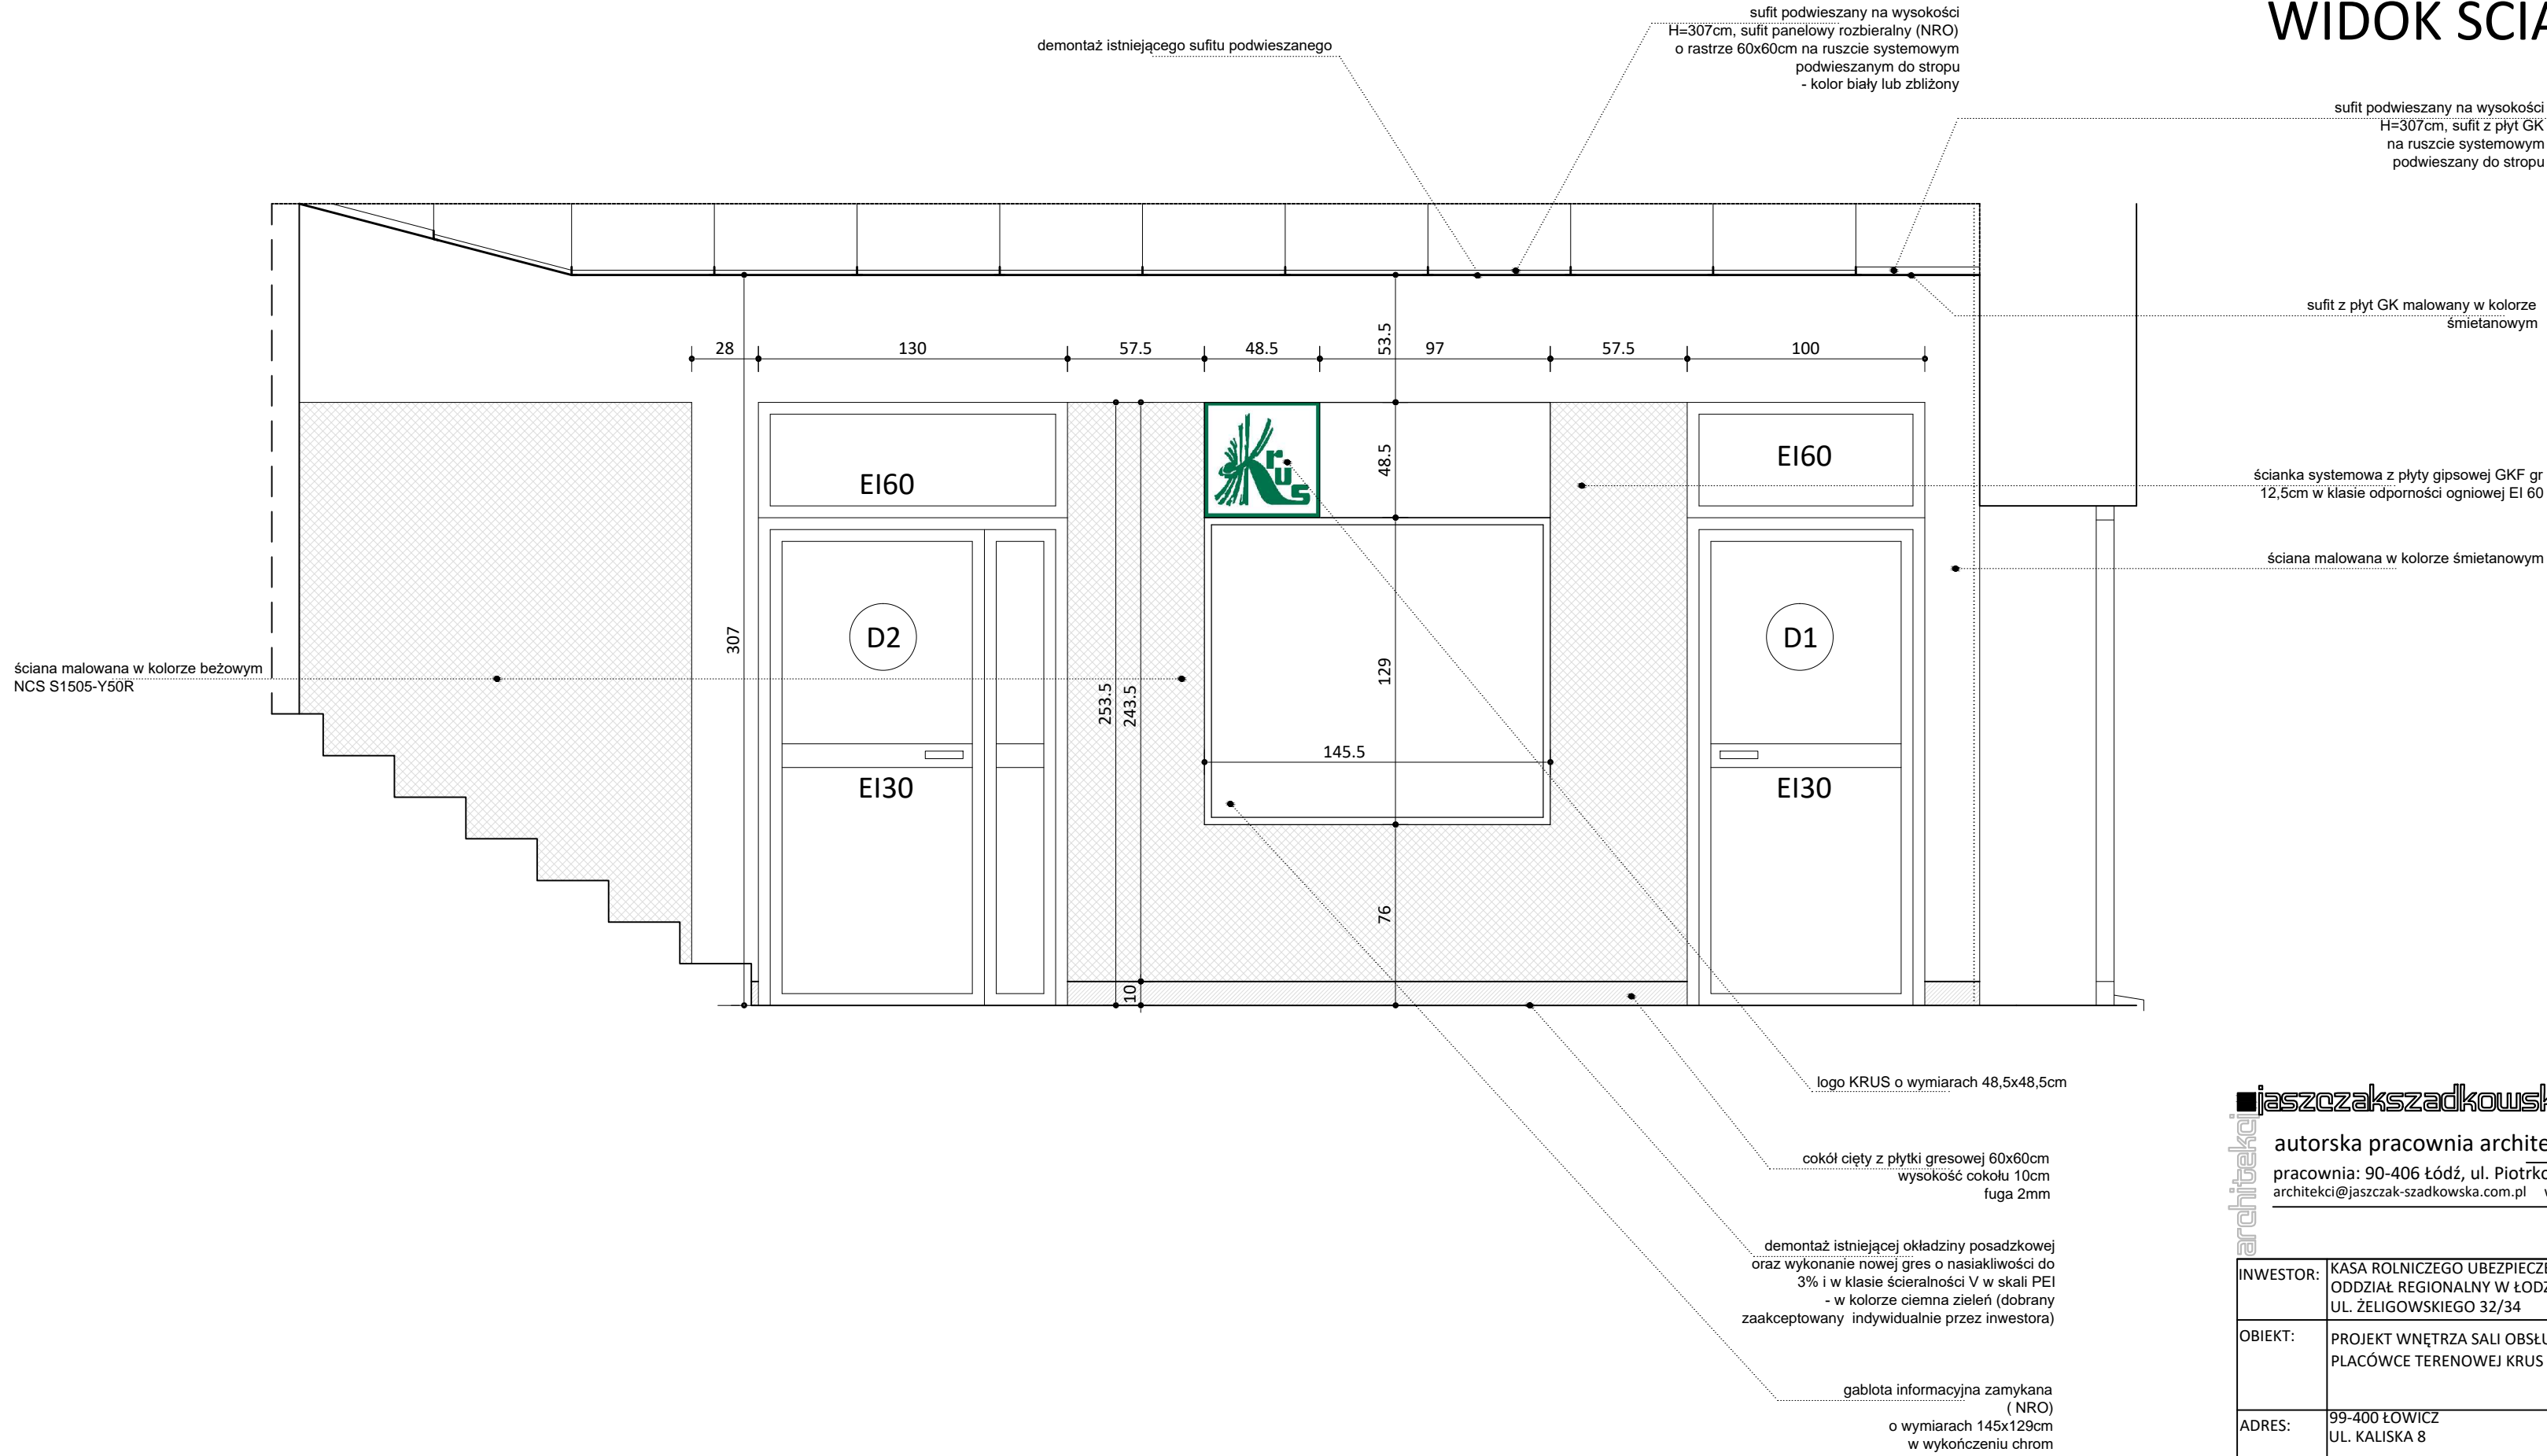 WIDOK SCIA
sufit podwieszany na wysokości
H=307cm, sufit panelowy rozbieralny (NRO)
o rastrze 60x60cm na ruszcie systemowym
podwieszanym do stropu
- kolor biały lub zbliżony
demontaż istniejącego sufitu podwieszanego
sufit podwieszany na wysokości
H=307cm, sufit z płyt GK
na ruszcie systemowym
podwieszany do stropu
sufit z płyt GK malowany w kolorze
śmietanowym
28
130
57.5
48.5
53.5
97
57.5
100
EI60
Krus
48.5
EI60
ścianka systemowa z płyty gipsowej GKF gr
12,5cm w klasie odporności ogniowej EI 60
ściana malowana w kolorze śmietanowym
307
D2
D1
ściana malowana w kolorze beżowym
NCS S1505-Y50R
253.5
243.5
129
145.5
EI30
EI30
76
10
logo KRUS o wymiarach 48,5x48,5cm
cokół cięty z płytki gresowej 60x60cm
wysokość cokołu 10cm
fuga 2mm
demontaż istniejącej okładziny posadzkowej
oraz wykonanie nowej gres o nasiakliwości do
3% i w klasie ścieralności V w skali PEI
- w kolorze ciemna zieleń (dobrany
zaakceptowany indywidualnie przez inwestora)
gablota informacyjna zamykana
( NRO)
o wymiarach 145x129cm
w wykończeniu chrom
jaszczakszadkowsk
architekci
autorska pracownia archite
pracownia: 90-406 Łódź, ul. Piotrko
architekci@jaszczak-szadkowska.com.pl
INWESTOR: KASA ROLNICZEGO UBEZPIECZE
ODDZIAŁ REGIONALNY W ŁODZ
UL. ŻELIGOWSKIEGO 32/34
OBIEKT: PROJEKT WNĘTRZA SALI OBSŁU
PLACÓWCE TERENOWEJ KRUS
ADRES: 99-400 ŁOWICZ
UL. KALISKA 8